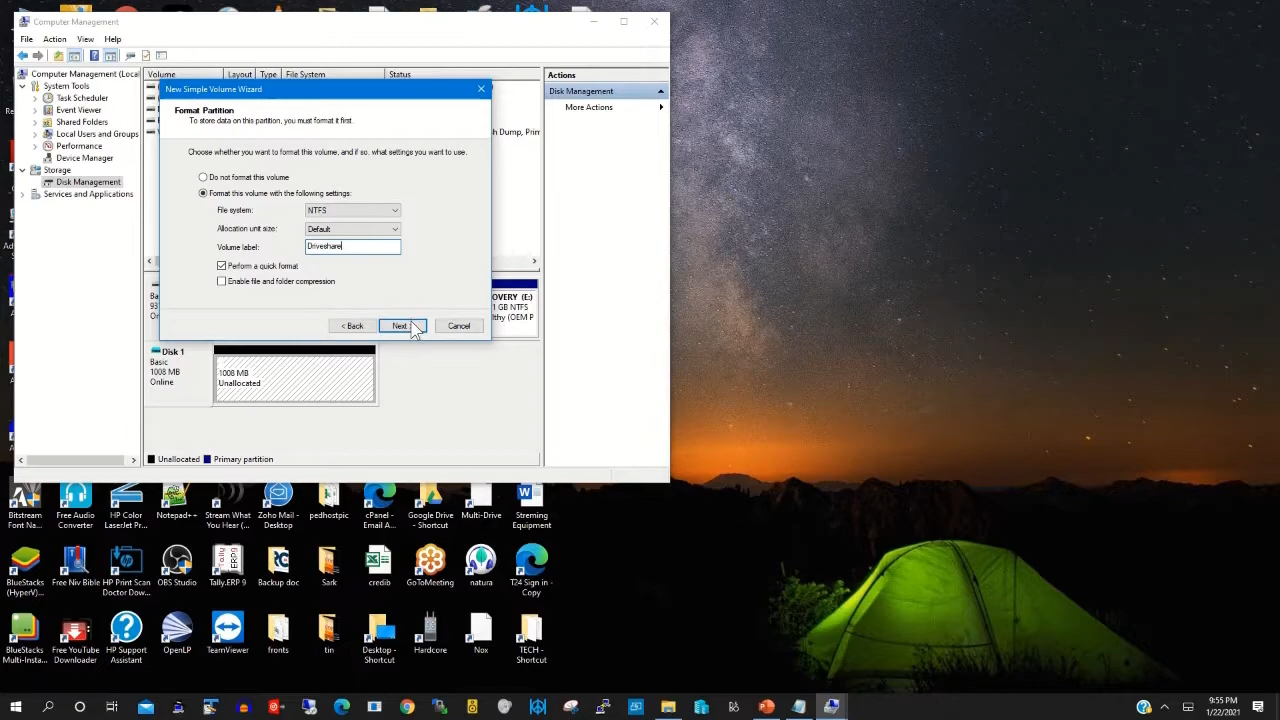 Computer Management
File Action View Help
Computer Management (Local
System Tools
Task Scheduler
Event Viewer
Shared Folders
Local Users and Groups
Performance
Device Manager
Storage
Disk Management
Services and Applications
Volume Layout Type File System Status
sh Dump, Prim
New Simple Volume Wizard
Format Partition
To store data on this partition, you must format it first.
Choose whether you want to format this volume, and if so, what settings you want to use.
Do not format this volume
Format this volume with the following settings:
File system: NTFS
Allocation unit size: Default
Volume label: Driveshare
Perform a quick format
Enable file and folder compression
< Back Next Cancel
Actions
Disk Management
More Actions
Ba
OVERY (E:)
1 GB NTFS
lthy (OEM P
Disk 1
Basic
1008 MB
Online
1008 MB
Unallocated
Unallocated Primary partition
Bitstream
Font Na...
Free Audio
Converter
HP Color
LaserJet Pr...
Notepad++
Stream What
You Hear (...
Zoho Mail -
Desktop
pedhostpic
cPanel -
Email A...
Google Drive
- Shortcut
Multi-Drive
Streming
Equipment
BlueStacks
(HyperV)...
Free Niv Bible
HP Print Scan
Doctor Dow...
OBS Studio
Tally.ERP 9
Backup doc
Sark
credib
GoToMeeting
natura
T24 Sign in -
Copy
BlueStacks
Multi-Insta...
Free YouTube
Downloader
HP Support
Assistant
OpenLP
TeamViewer
fronts
tin
Desktop -
Shortcut
Hardcore
Nox
TECH -
Shortcut
9:55 PM
1/22/2021